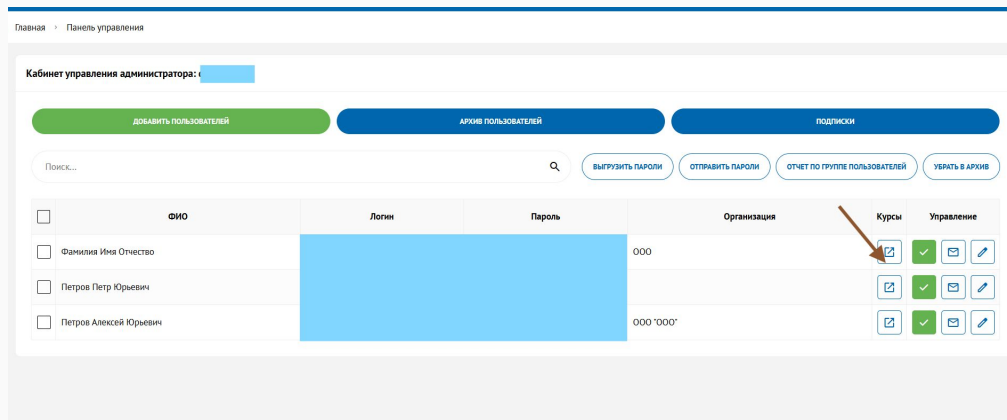 Главная › Панель управления
Кабинет управления администратора:
ДОБАВИТЬ ПОЛЬЗОВАТЕЛЕЙ АРХИВ ПОЛЬЗОВАТЕЛЕЙ ПОДПИСКИ
Поиск... ВЫГРУЗИТЬ ПАРОЛИ ОТПРАВИТЬ ПАРОЛИ ОТЧЕТ ПО ГРУППЕ ПОЛЬЗОВАТЕЛЕЙ УБРАТЬ В АРХИВ
ФИО Логин Пароль Организация Курсы Управление
Фамилия Имя Отчество ООО
Петров Петр Юрьевич
Петров Алексей Юрьевич ООО "ООО"